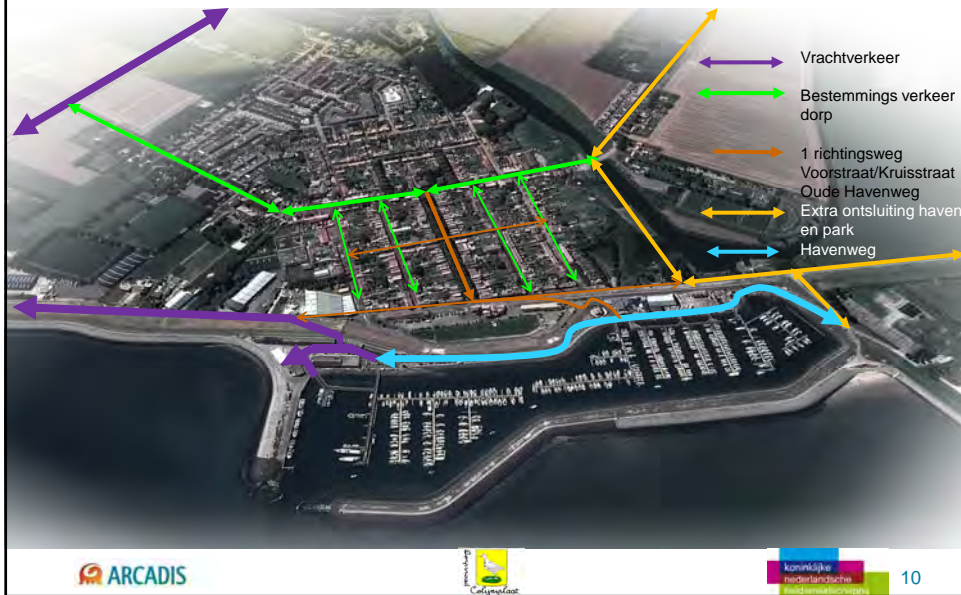 Vrachtverkeer
Bestemmings verkeer
dorp
1 richtingsweg
Voorstraat/Kruisstraat
Oude Havenweg
Extra ontsluiting haven
en park
Havenweg
ARCADIS
Colijnsplaat
koninklijke
nederlandsche
heidemaatschappij
10